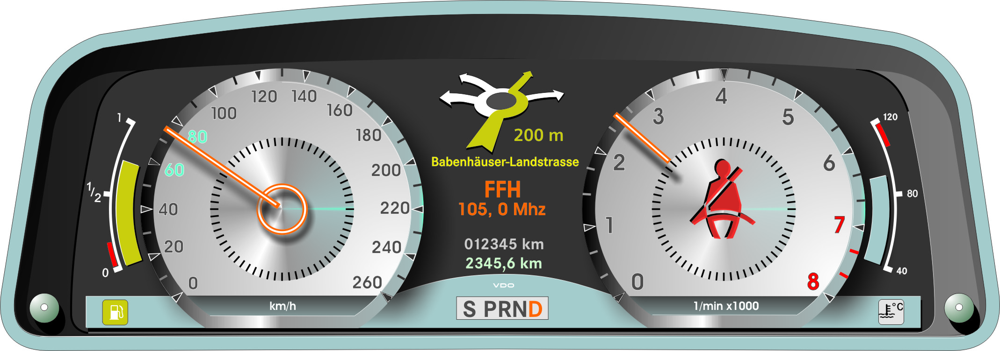 1
1/2
0
0
20
40
60
80
100
120
140
160
180
200
220
240
260
km/h
200 m
Babenhäuser-Landstrasse
FFH
105, 0 Mhz
012345 km
2345,6 km
VDO
S PRND
0
1
2
3
4
5
6
7
8
1/min x1000
120
80
40
°C